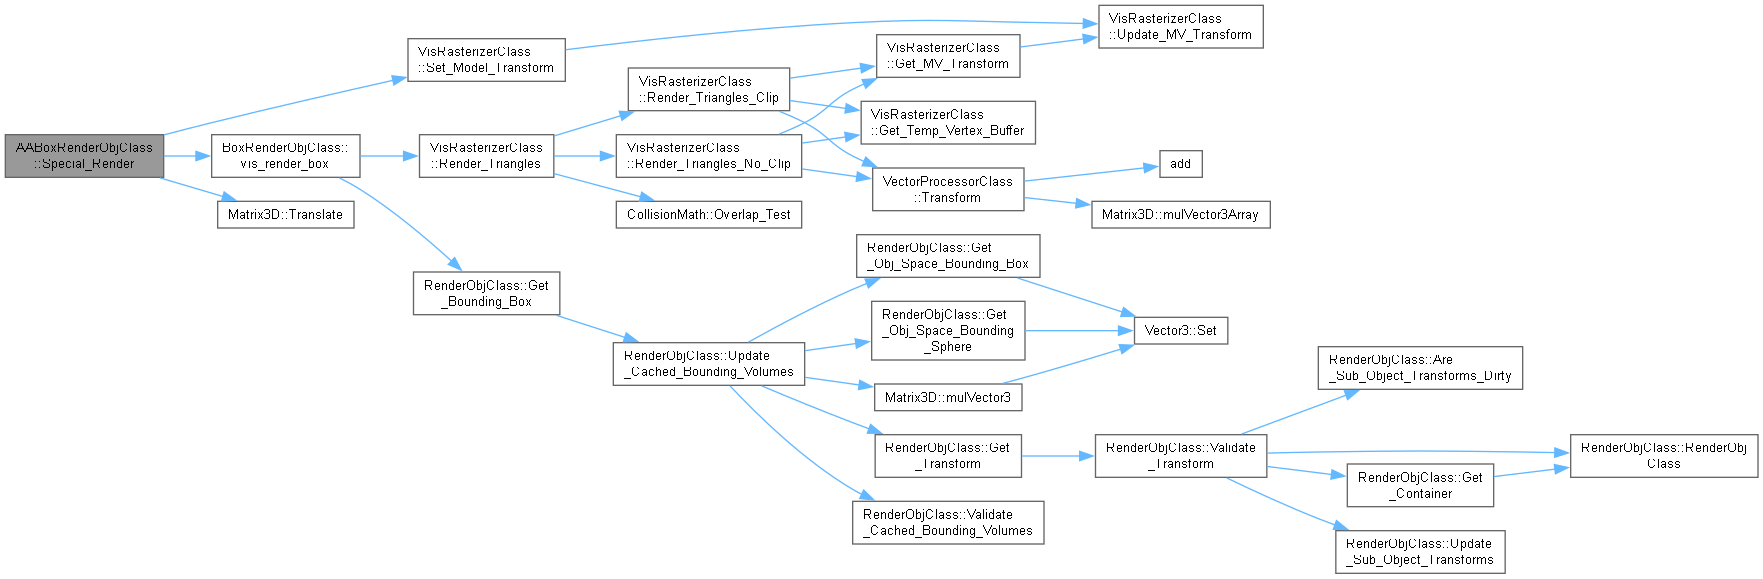 AABoxRenderObjClass
::Special_Render
VisRasterizerClass
::Set_Model_Transform
BoxRenderObjClass::
vis_render_box
Matrix3D::Translate
VisRasterizerClass
::Render_Triangles
RenderObjClass::Get
_Bounding_Box
VisRasterizerClass
::Render_Triangles_Clip
VisRasterizerClass
::Render_Triangles_No_Clip
CollisionMath::Overlap_Test
RenderObjClass::Update
_Cached_Bounding_Volumes
VisRasterizerClass
::Get_MV_Transform
VisRasterizerClass
::Get_Temp_Vertex_Buffer
VectorProcessorClass
::Transform
RenderObjClass::Get
_Obj_Space_Bounding_Box
RenderObjClass::Get
_Obj_Space_Bounding
_Sphere
Matrix3D::mulVector3
RenderObjClass::Get
_Transform
RenderObjClass::Validate
_Cached_Bounding_Volumes
VisRasterizerClass
::Update_MV_Transform
add
Matrix3D::mulVector3Array
Vector3::Set
RenderObjClass::Validate
_Transform
RenderObjClass::Are
_Sub_Object_Transforms_Dirty
RenderObjClass::Get
_Container
RenderObjClass::Update
_Sub_Object_Transforms
RenderObjClass::RenderObj
Class